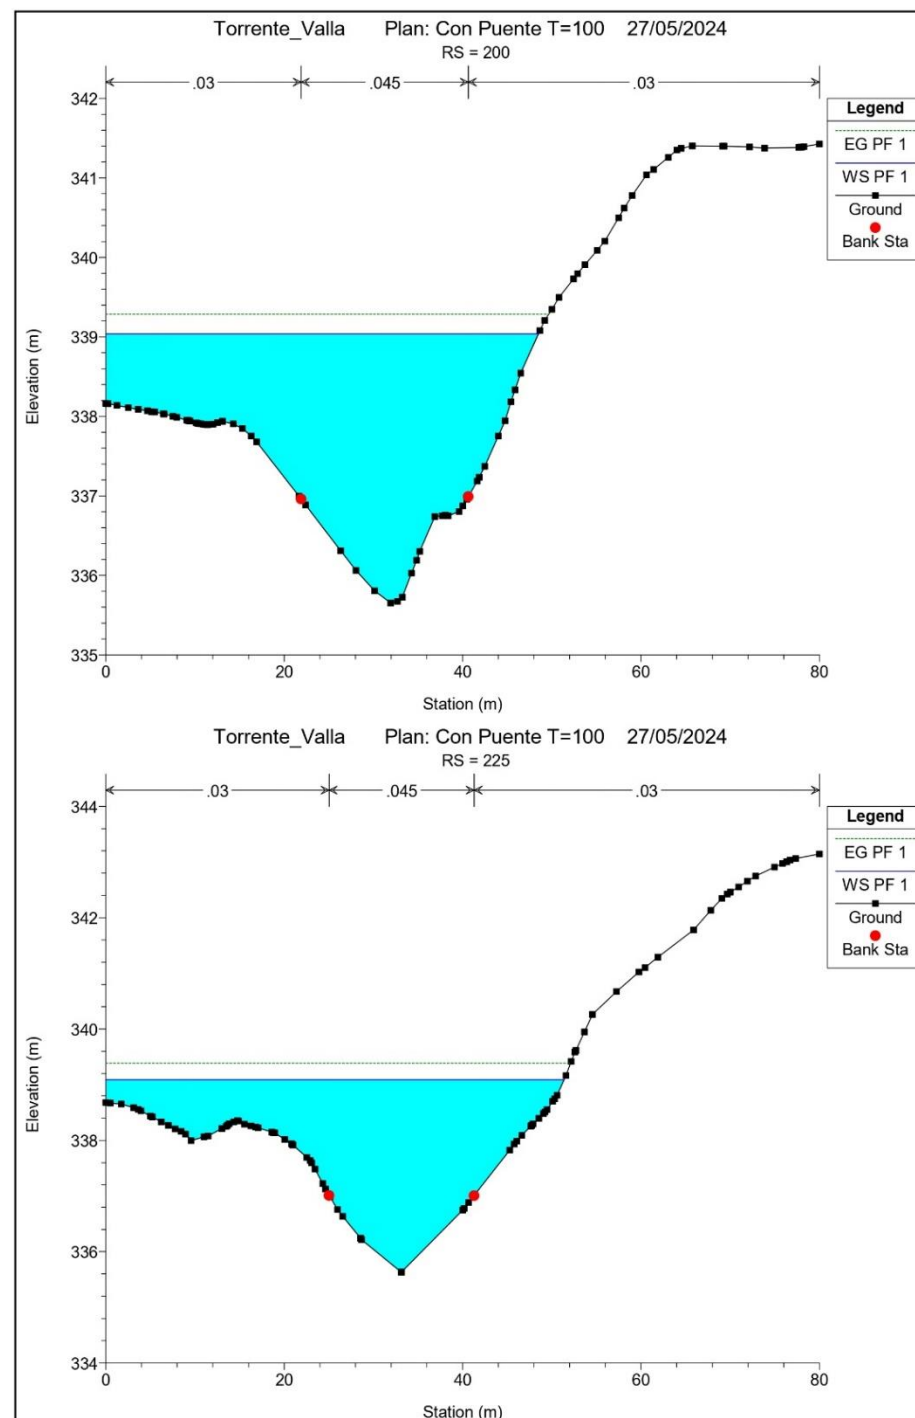 Torrente_Valla Plan: Con Puente T=100 27/05/2024
RS = 200
.03 .045 .03
342
341
340
339
338
337
336
335
Elevation (m)
0 20 40 60 80
Station (m)
Legend
EG PF 1
WS PF 1
Ground
Bank Sta
Torrente_Valla Plan: Con Puente T=100 27/05/2024
RS = 225
.03 .045 .03
344
342
340
338
336
334
Elevation (m)
0 20 40 60 80
Station (m)
Legend
EG PF 1
WS PF 1
Ground
Bank Sta